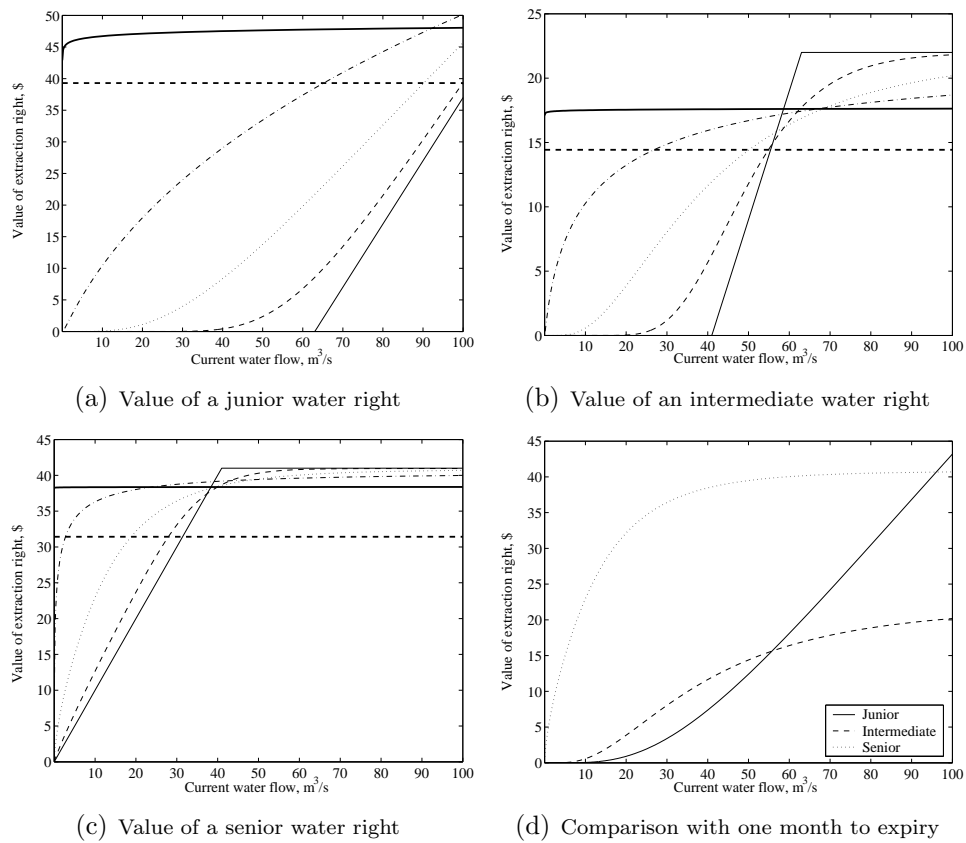 50
45
40
35
30
25
20
15
10
5
0
10 20 30 40 50 60 70 80 90 100
Value of extraction right, $
Current water flow, m³/s
(a) Value of a junior water right
25
20
15
10
5
0
10 20 30 40 50 60 70 80 90 100
Value of extraction right, $
Current water flow, m³/s
(b) Value of an intermediate water right
45
40
35
30
25
20
15
10
5
0
10 20 30 40 50 60 70 80 90 100
Value of extraction right, $
Current water flow, m³/s
(c) Value of a senior water right
45
40
35
30
25
20
15
10
5
0
0 10 20 30 40 50 60 70 80 90 100
Value of extraction right, $
Current water flow, m³/s
Junior
Intermediate
Senior
(d) Comparison with one month to expiry